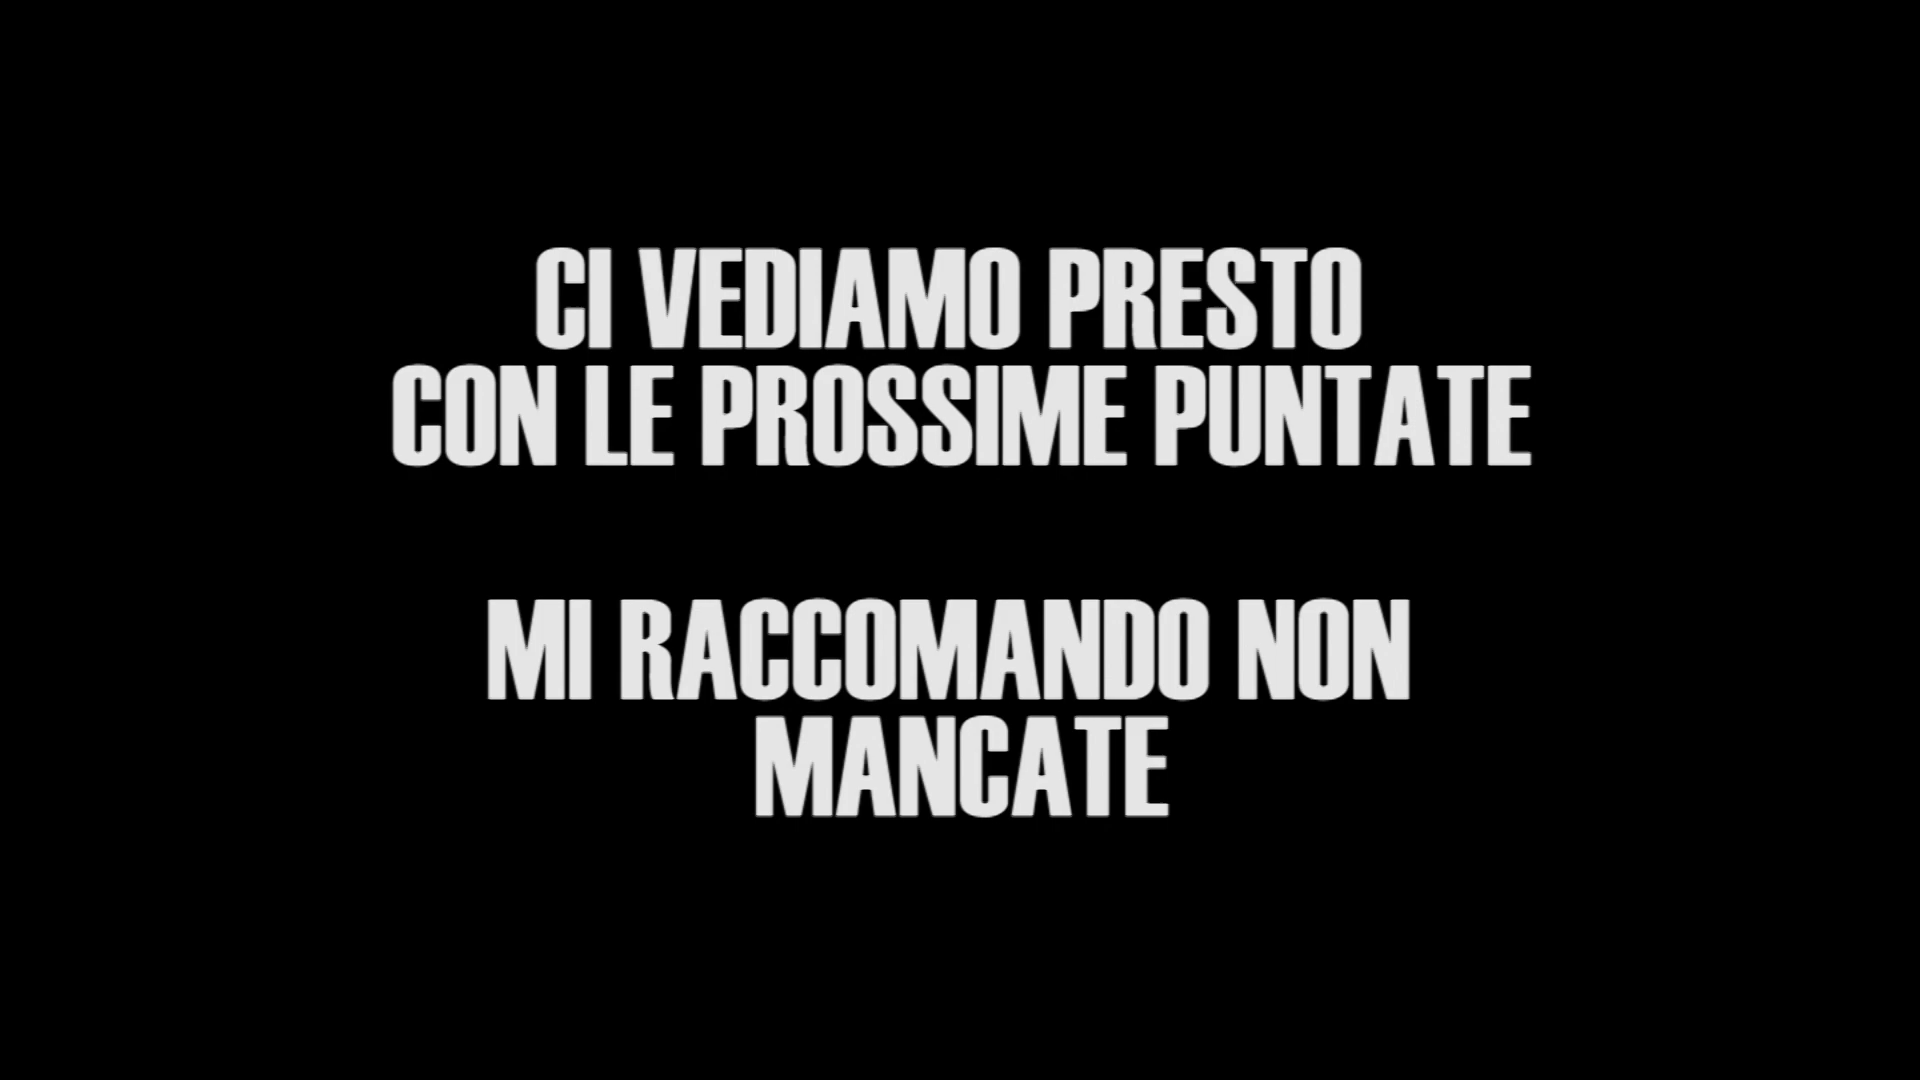 CI VEDIAMO PRESTO
CON LE PROSSIME PUNTATE
MI RACCOMANDO NON
MANCATE